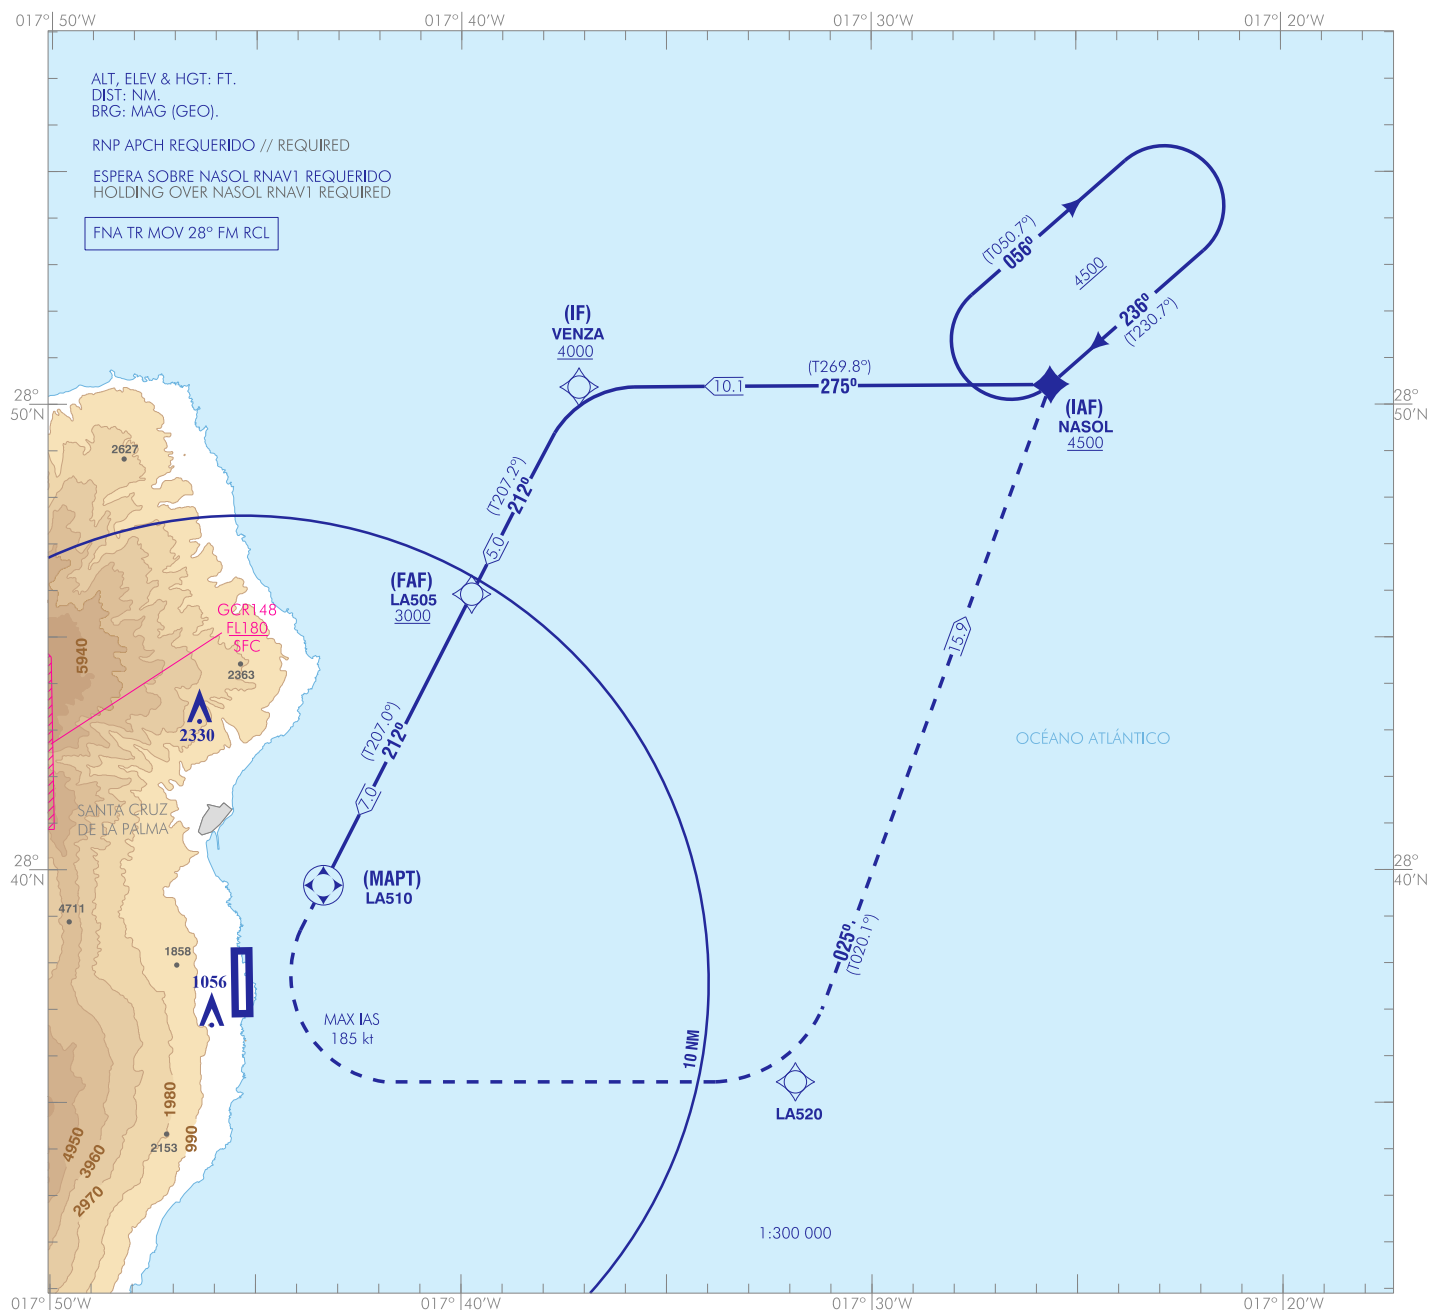 017° 50'W
017° 40'W
017° 30'W
017° 20'W
ALT, ELEV & HGT: FT.
DIST: NM.
BRG: MAG (GEO).
RNP APCH REQUERIDO // REQUIRED
ESPERA SOBRE NASOL RNAV1 REQUERIDO
HOLDING OVER NASOL RNAV1 REQUIRED
FNA TR MOV 28° FM RCL
(T050.7°)
056°
4500
236°
(T230.7°)
(IF)
VENZA
4000
(T269.8°)
10.1
275°
(IAF)
NASOL
4500
28°
50'N
28°
50'N
2627
(T207.2°)
212°
5.0
(FAF)
LA505
3000
GCR148
FL180
SFC
5940
2363
15.9
2330
(T207.0°)
212°
7.0
OCÉANO ATLÁNTICO
SANTA CRUZ
DE LA PALMA
28°
40'N
28°
40'N
(MAPT)
LA510
4711
1858
1056
025°
(T020.1°)
MAX IAS
185 kt
10 NM
LA520
1980
990
2153
4950
3960
2970
1:300 000
017° 50'W
017° 40'W
017° 30'W
017° 20'W